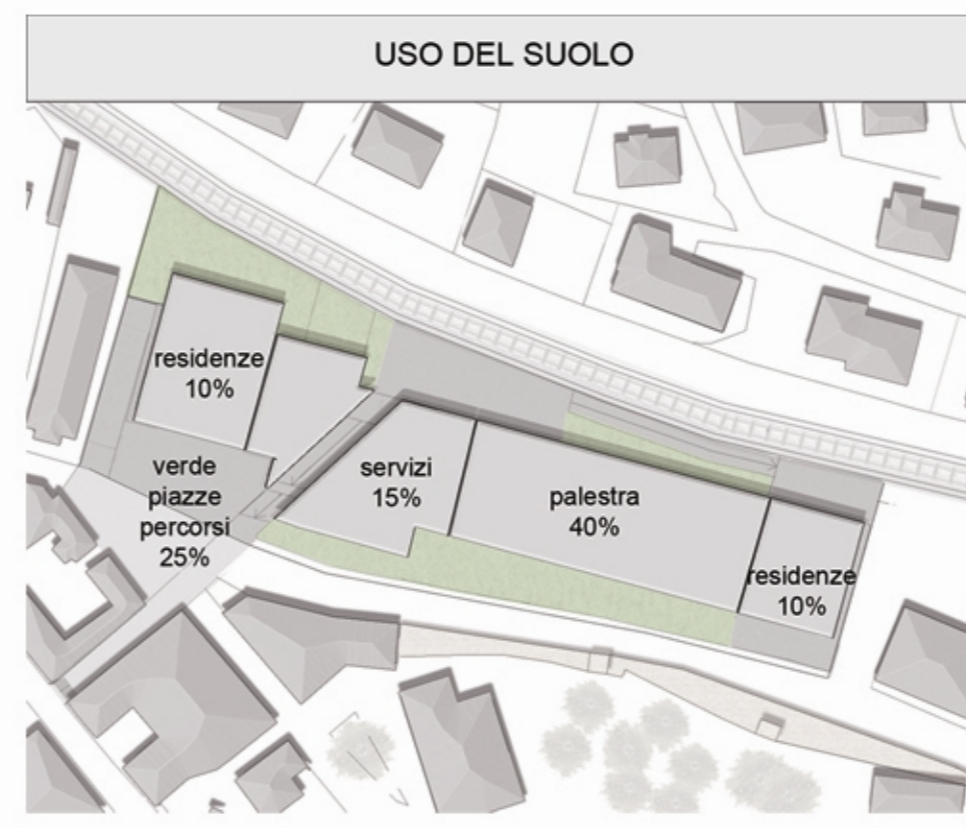 USO DEL SUOLO
residenze
10%
verde
piazze
percorsi
25%
servizi
15%
palestra
40%
residenze
10%